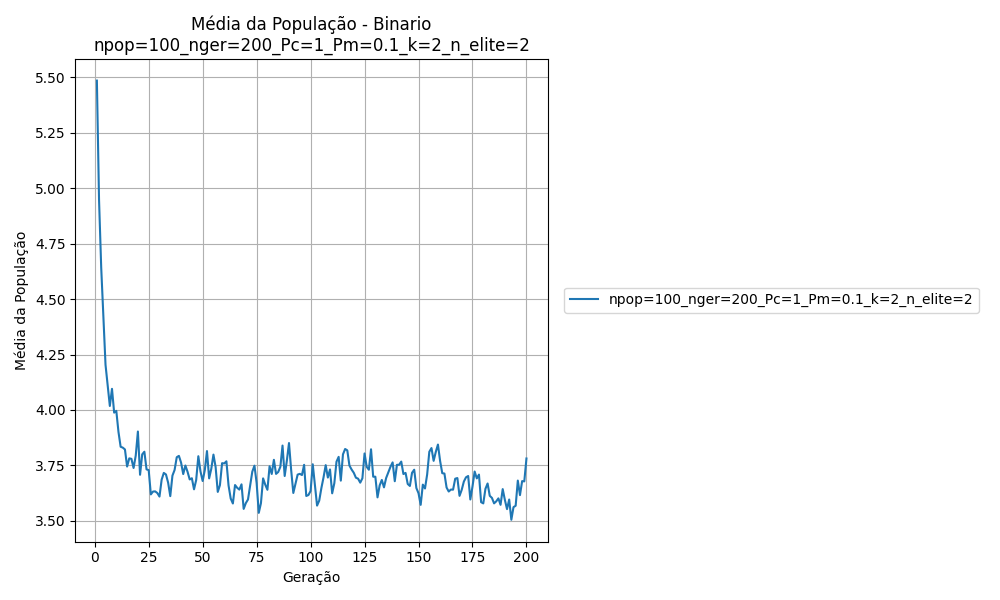 Média da População - Binario
npop=100_nger=200_Pc=1_Pm=0.1_k=2_n_elite=2
5.50
5.25
5.00
4.75
4.50
4.25
4.00
3.75
3.50
Média da População
0 25 50 75 100 125 150 175 200
Geração
npop=100_nger=200_Pc=1_Pm=0.1_k=2_n_elite=2